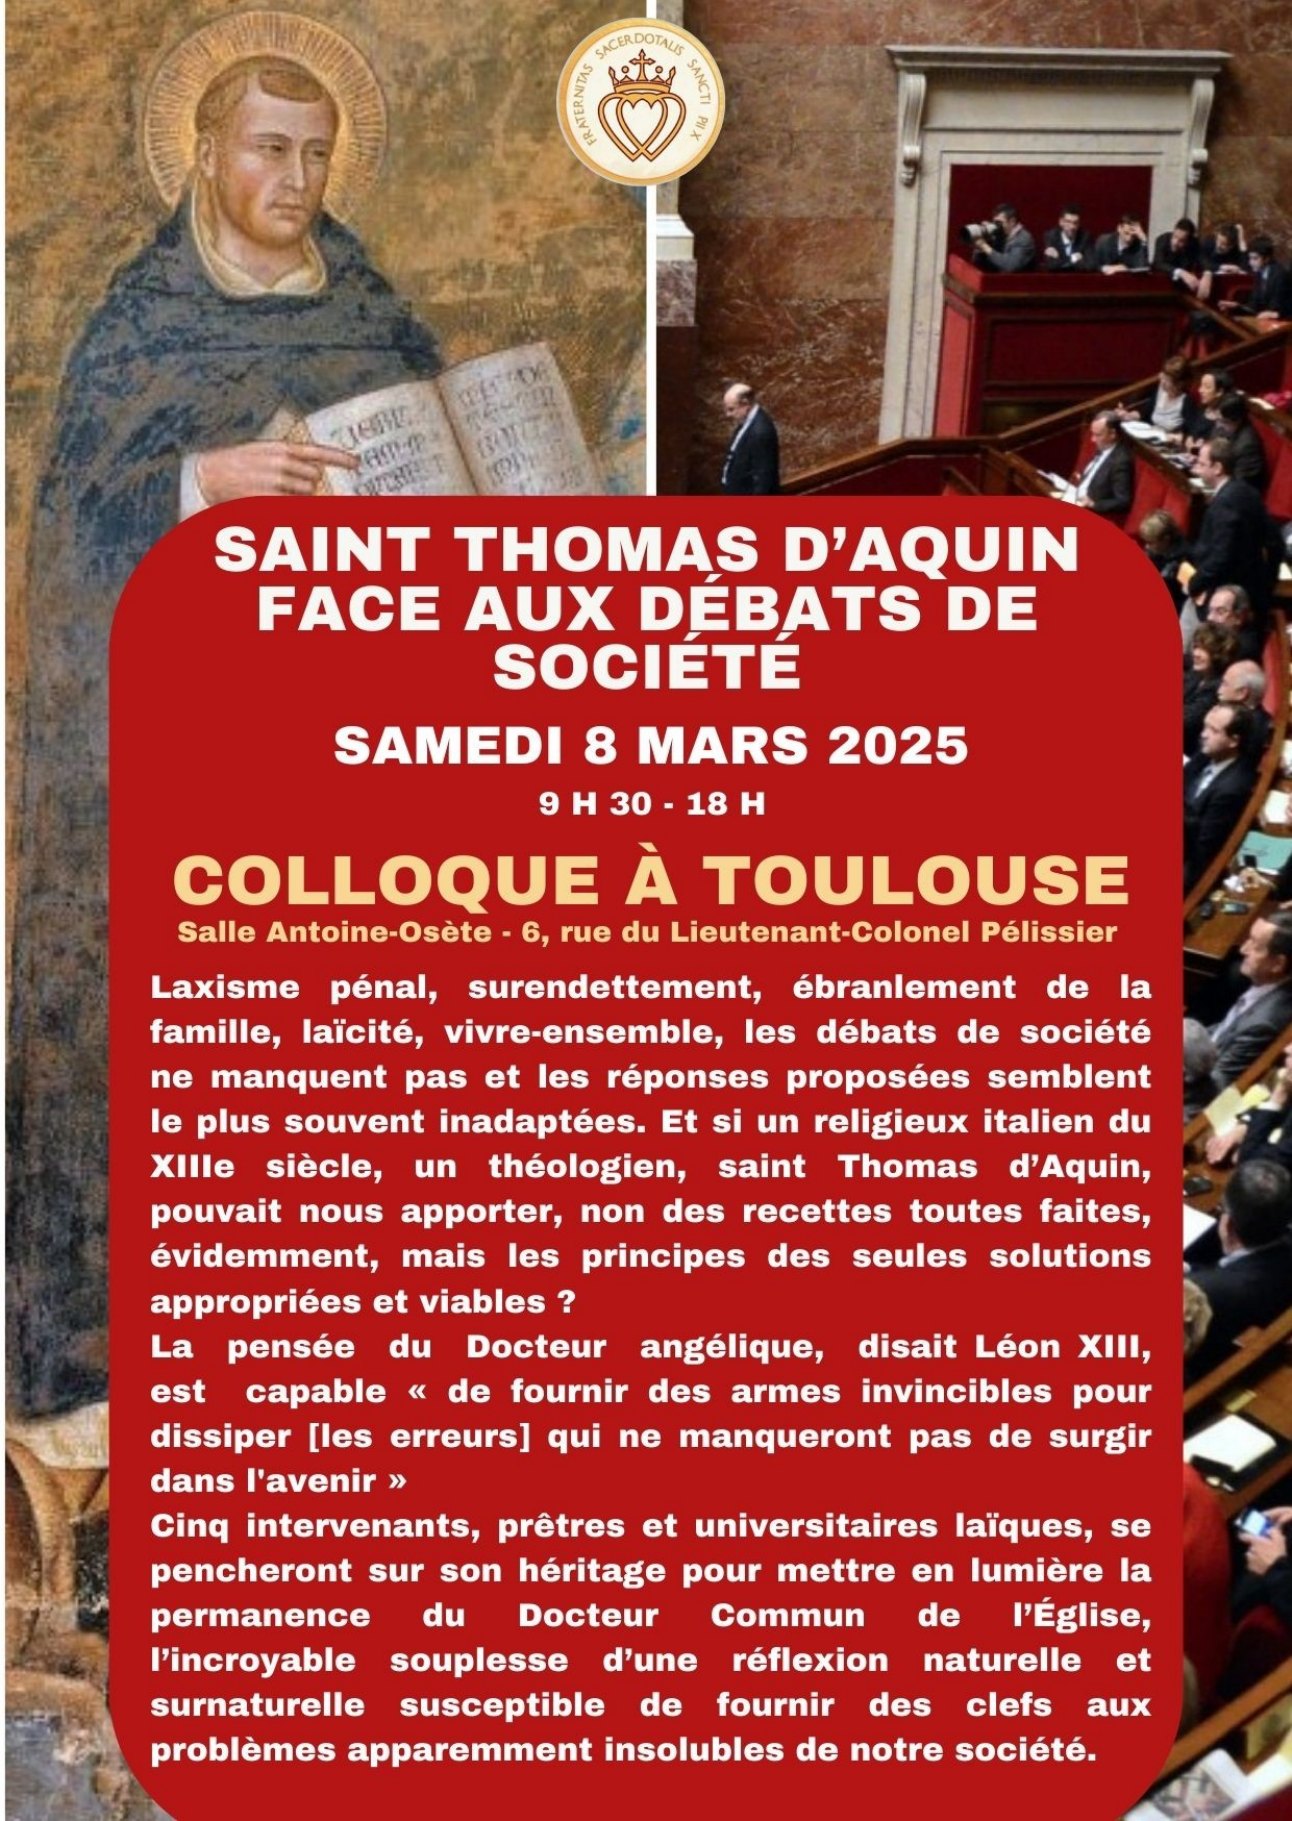 FRATERNITAS SACERDOTALIS SANCTI PII X
SAINT THOMAS D’AQUIN
FACE AUX DÉBATS DE
SOCIÉTÉ
SAMEDI 8 MARS 2025
9 H 30 - 18 H
COLLOQUE À TOULOUSE
Salle Antoine-Osète - 6, rue du Lieutenant-Colonel Pélissier
Laxisme pénal, surendettement, ébranlement de la
famille, laïcité, vivre-ensemble, les débats de société
ne manquent pas et les réponses proposées semblent
le plus souvent inadaptées. Et si un religieux italien du
XIIIe siècle, un théologien, saint Thomas d’Aquin,
pouvait nous apporter, non des recettes toutes faites,
évidemment, mais les principes des seules solutions
appropriées et viables ?
La pensée du Docteur angélique, disait Léon XIII,
est capable « de fournir des armes invincibles pour
dissiper [les erreurs] qui ne manqueront pas de surgir
dans l'avenir »
Cinq intervenants, prêtres et universitaires laïques, se
pencheront sur son héritage pour mettre en lumière la
permanence du Docteur Commun de l’Église,
l’incroyable souplesse d’une réflexion naturelle et
surnaturelle susceptible de fournir des clefs aux
problèmes apparemment insolubles de notre société.